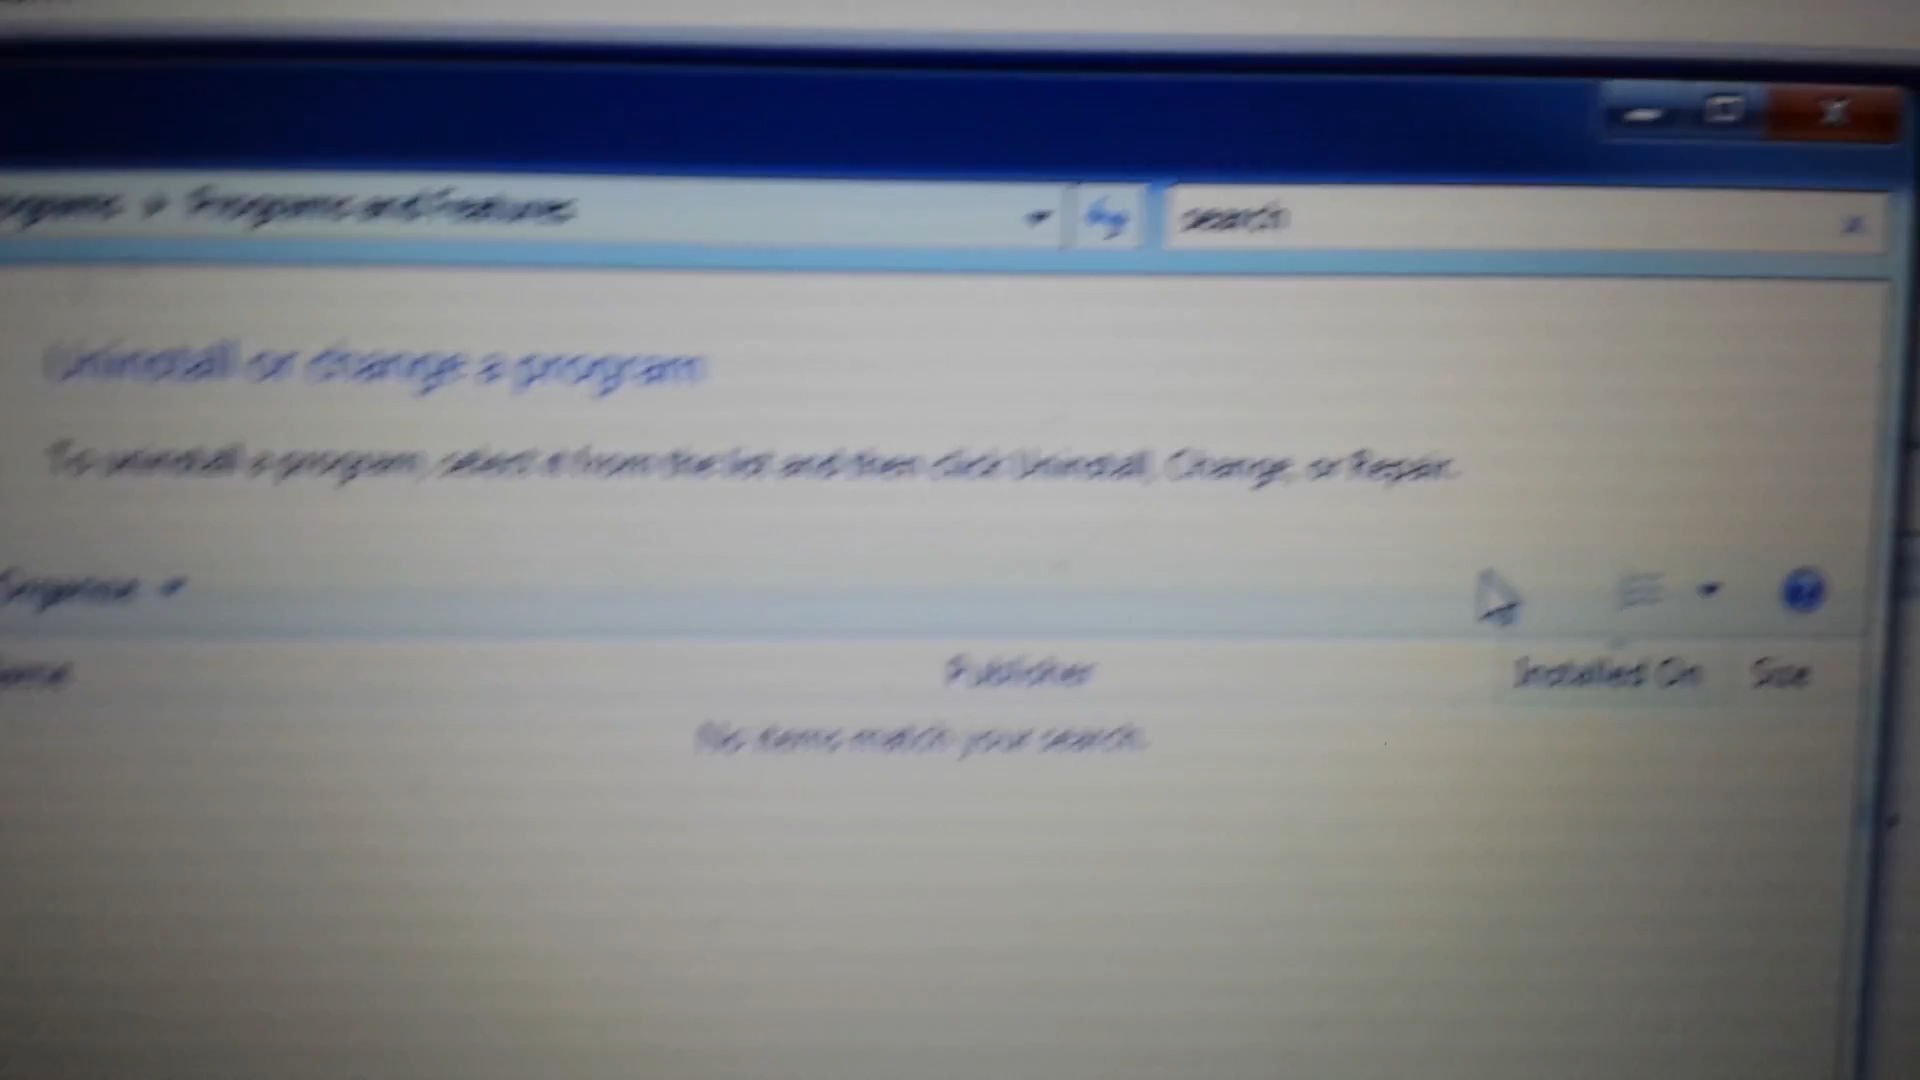 Programs and Features
search
Uninstall or change a program
To uninstall a program, select it from the list and then click Uninstall, Change, or Repair.
Organize
Publisher
Installed On
Size
No items match your search.